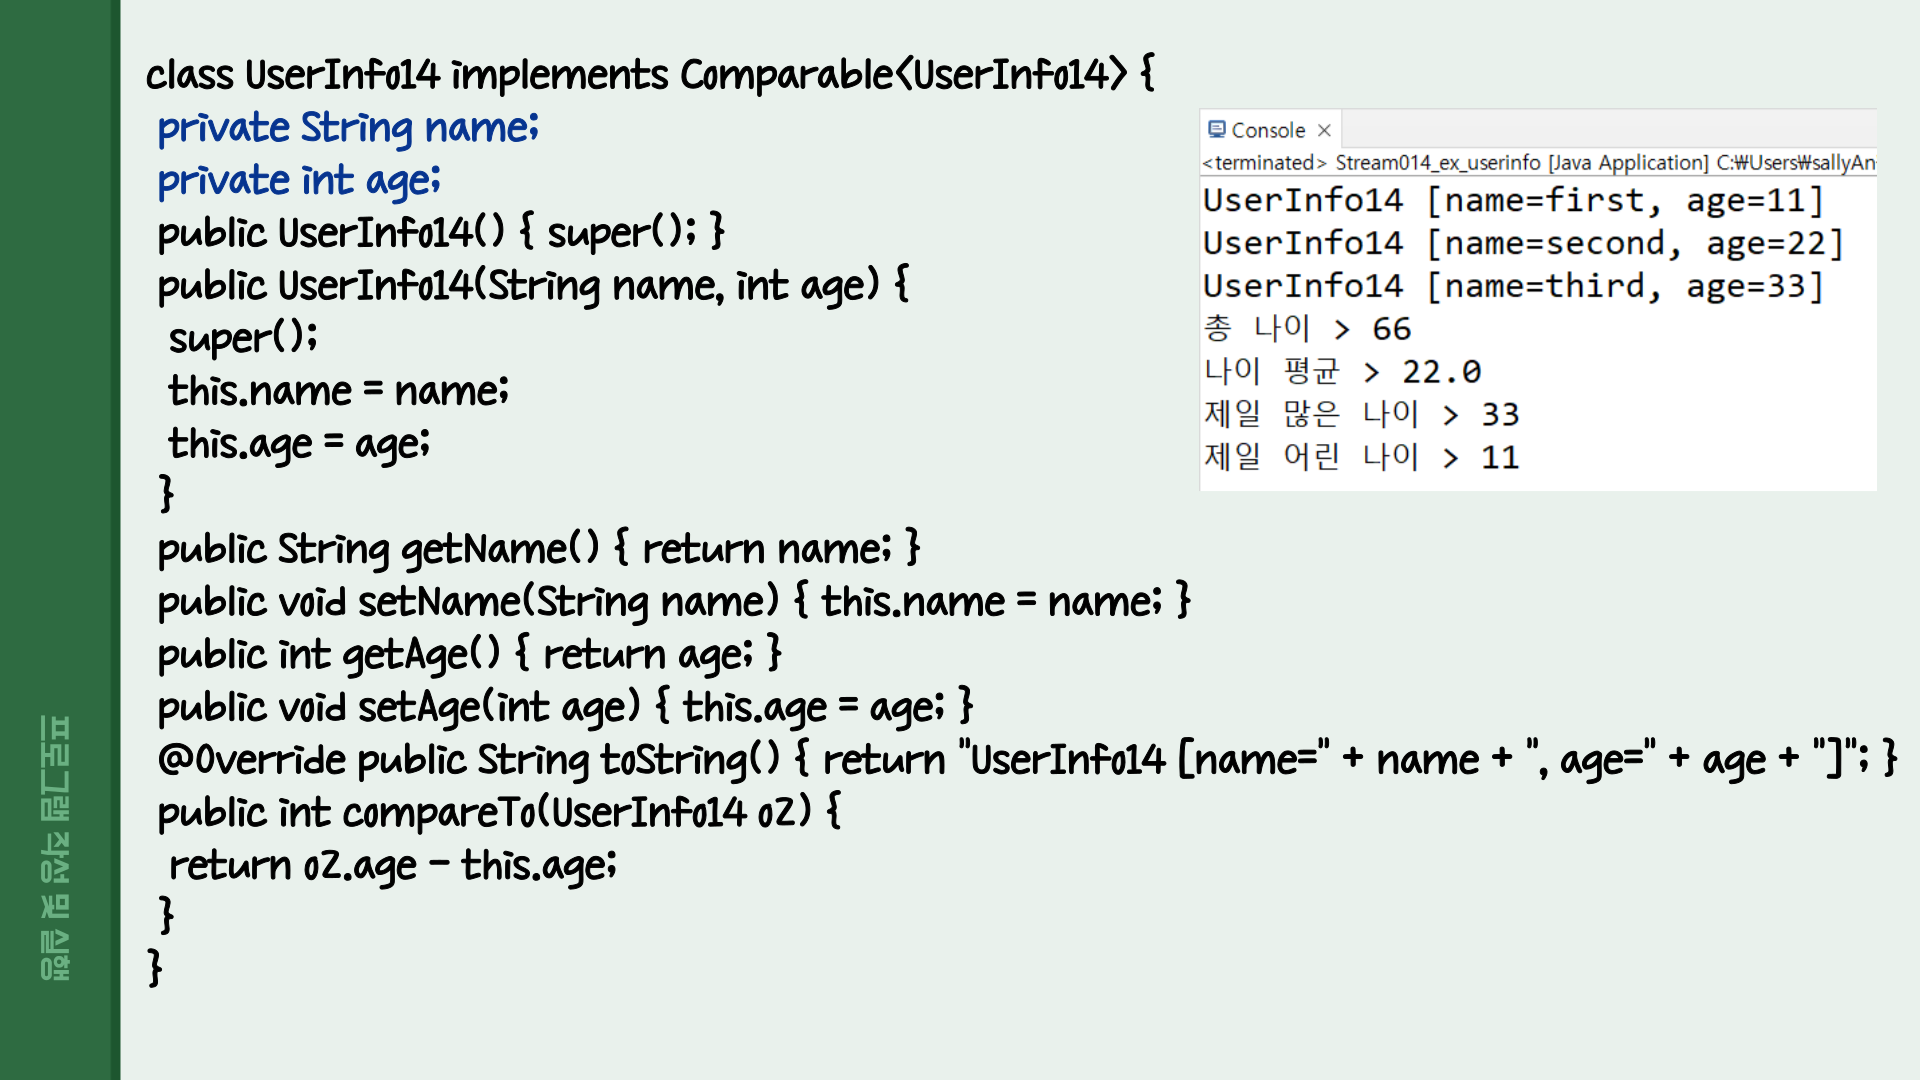 class UserInfo14 implements Comparable<UserInfo14> {
private String name;
private int age;
public UserInfo14() { super(); }
public UserInfo14(String name, int age) {
super();
this.name = name;
this.age = age;
}
public String getName() { return name; }
public void setName(String name) { this.name = name; }
public int getAge() { return age; }
public void setAge(int age) { this.age = age; }
@Override public String toString() { return "UserInfo14 [name=" + name + ", age=" + age + "]"; }
public int compareTo(UserInfo14 o2) {
return o2.age - this.age;
}
}
Console
<terminated> Stream014_ex_userinfo [Java Application] C:₩Users₩sallyAn
UserInfo14 [name=first, age=11]
UserInfo14 [name=second, age=22]
UserInfo14 [name=third, age=33]
총 나이 > 66
나이 평균 > 22.0
제일 많은 나이 > 33
제일 어린 나이 > 11
프로그램 작성 및 실행